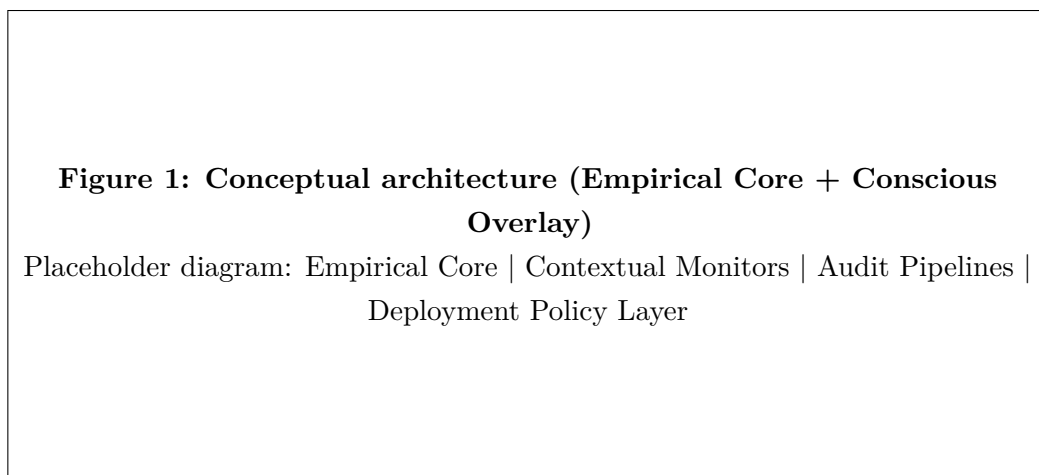 Figure 1: Conceptual architecture (Empirical Core + Conscious
Overlay)
Placeholder diagram: Empirical Core | Contextual Monitors | Audit Pipelines |
Deployment Policy Layer